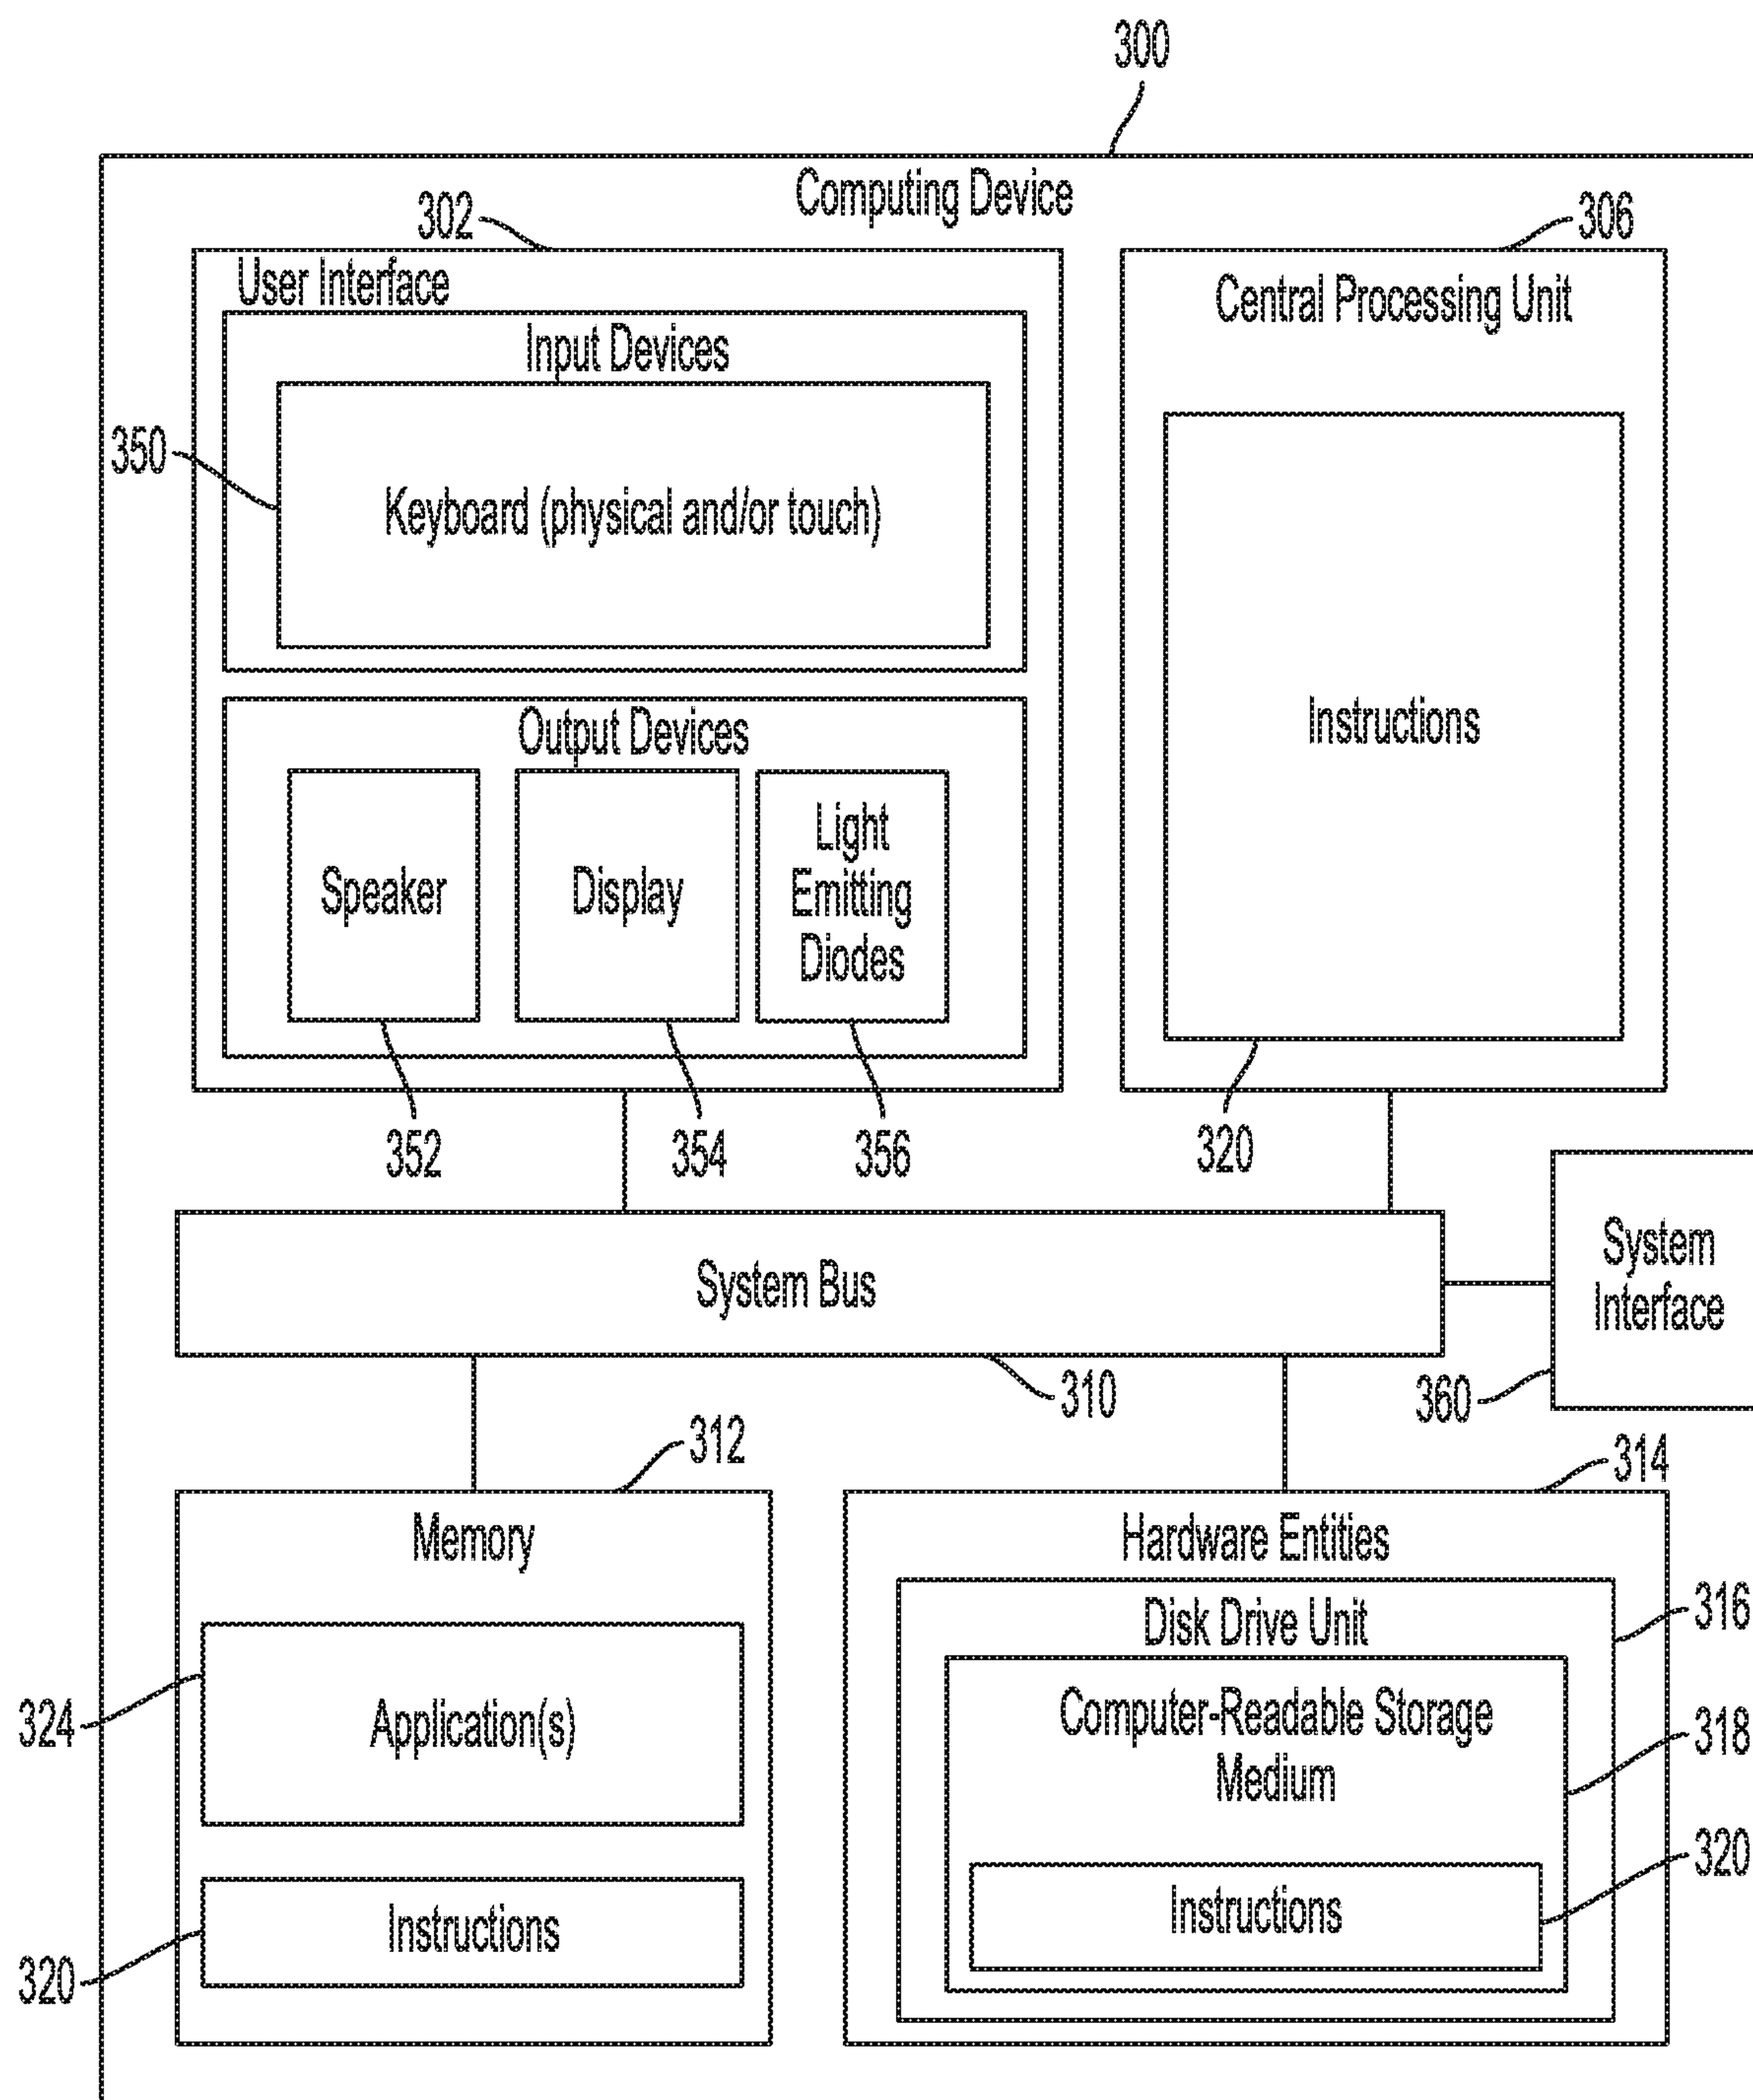 300
Computing Device
302
306
User Interface
Central Processing Unit
Input Devices
350
Keyboard (physical and/or touch)
Instructions
Output Devices
Speaker
Display
Light
Emitting
Diodes
352
354
356
320
System Bus
System
Interface
310
360
312
314
Memory
Hardware Entities
Disk Drive Unit
316
324
Application(s)
Computer-Readable Storage
Medium
318
320
Instructions
Instructions
320